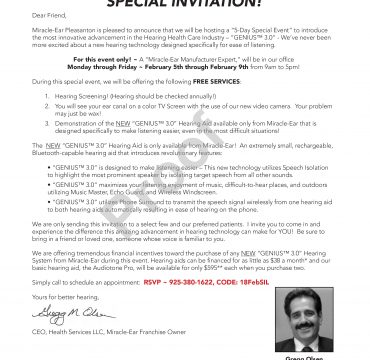 SPECIAL INVITATION!
Dear Friend,
Miracle-Ear Pleasanton is pleased to announce that we will be hosting a "5-Day Special Event" to introduce
the most innovative advancement in the Hearing Health Care Industry – "GENIUS™ 3.0" - We've never been
more excited about a new hearing technology designed specifically for ease of listening.
For this event only! – A "Miracle-Ear Manufacturer Expert," will be in our office
Monday through Friday ~ February 5th through February 9th from 9am to 5pm!
During this special event, we will be offering the following FREE SERVICES:
1. Hearing Screening! (Hearing should be checked annually!)
2. You will see your ear canal on a color TV Screen with the use of our new video camera. Your problem
may just be wax!
3. Demonstration of the NEW "GENIUS™ 3.0" Hearing Aid available only from Miracle-Ear that is
designed specifically to make listening easier, even in the most difficult situations!
The NEW "GENIUS™ 3.0" Hearing Aid is only available from Miracle-Ear! An extremely small, rechargeable,
Bluetooth-capable hearing aid that introduces revolutionary features:
• "GENIUS™ 3.0" is designed to make listening easier – This new technology utilizes Speech Isolation
to highlight the most prominent speaker by isolating target speech from all other sounds.
• "GENIUS™ 3.0" maximizes your listening enjoyment of music, difficult-to-hear places, and outdoors
utilizing Music Master, Echo Guard, and Wireless Windscreen.
• "GENIUS™ 3.0" utilizes surround to transmit the speech signal wirelessly from one hearing aid
to both hearing aids automatically resulting in ease of hearing on the phone.
We are only sending this invitation to a select few and our preferred patients. I invite you to come in and
experience the difference this amazing advancement in hearing technology can make for YOU! Be sure to
bring in a friend or loved one, someone whose voice is familiar to you.
We are offering tremendous financial incentives toward the purchase of any NEW "GENIUS™ 3.0" Hearing
System from Miracle-Ear during this event. Hearing aids can be financed for as little as $38 a month* and our
basic hearing aid, the Audiotone Pro, will be available for only $595** each when you purchase two.
Simply call to schedule an appointment: RSVP – 925-380-1622, CODE: 18FebSIL
Yours for better hearing,
Gregg N. Olsen
CEO, Health Services LLC, Miracle-Ear Franchise Owner
Gregg Olsen
Proof